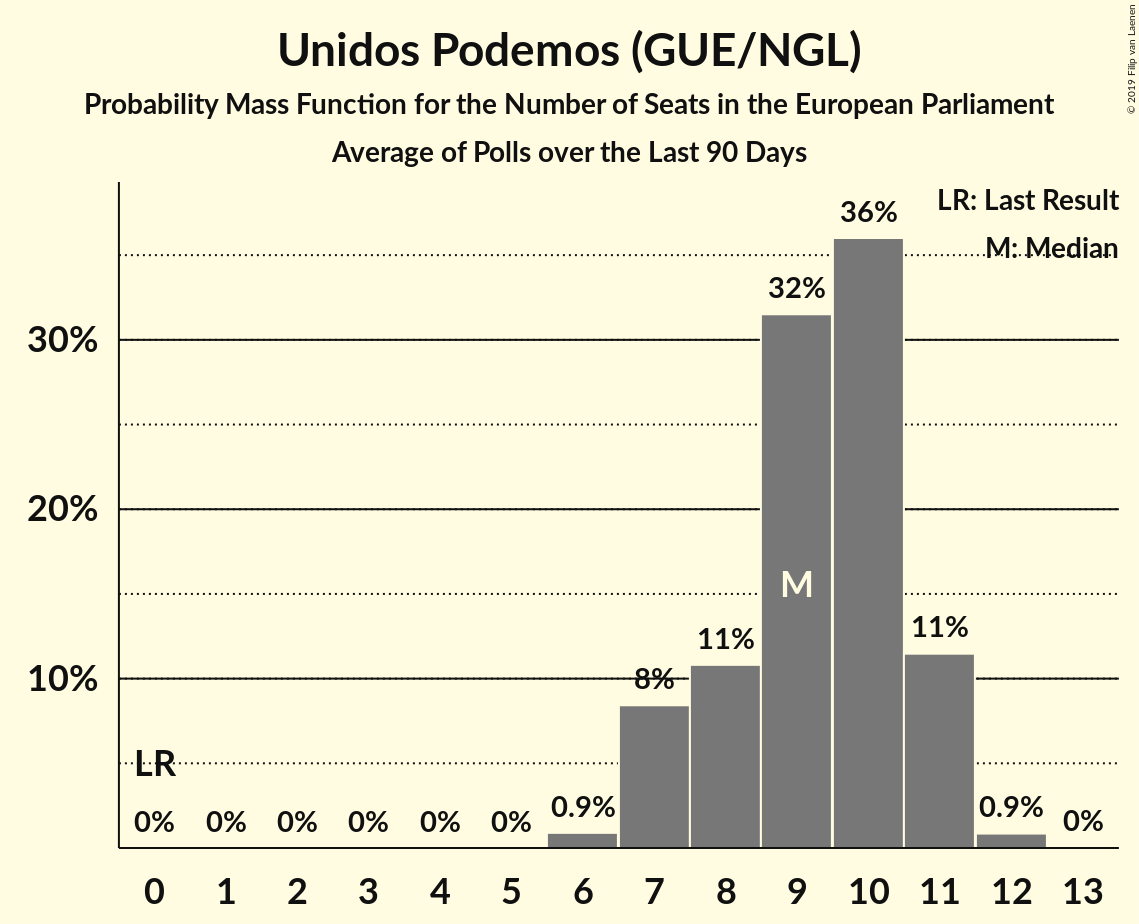 Unidos Podemos (GUE/NGL)
Probability Mass Function for the Number of Seats in the European Parliament
Average of Polls over the Last 90 Days
© 2019 Filip van Laenen
LR: Last Result
M: Median
36%
32%
30%
20%
M
11%
11%
10%
8%
LR
0% 0% 0% 0% 0% 0% 0.9% 0.9% 0%
0 1 2 3 4 5 6 7 8 9 10 11 12 13